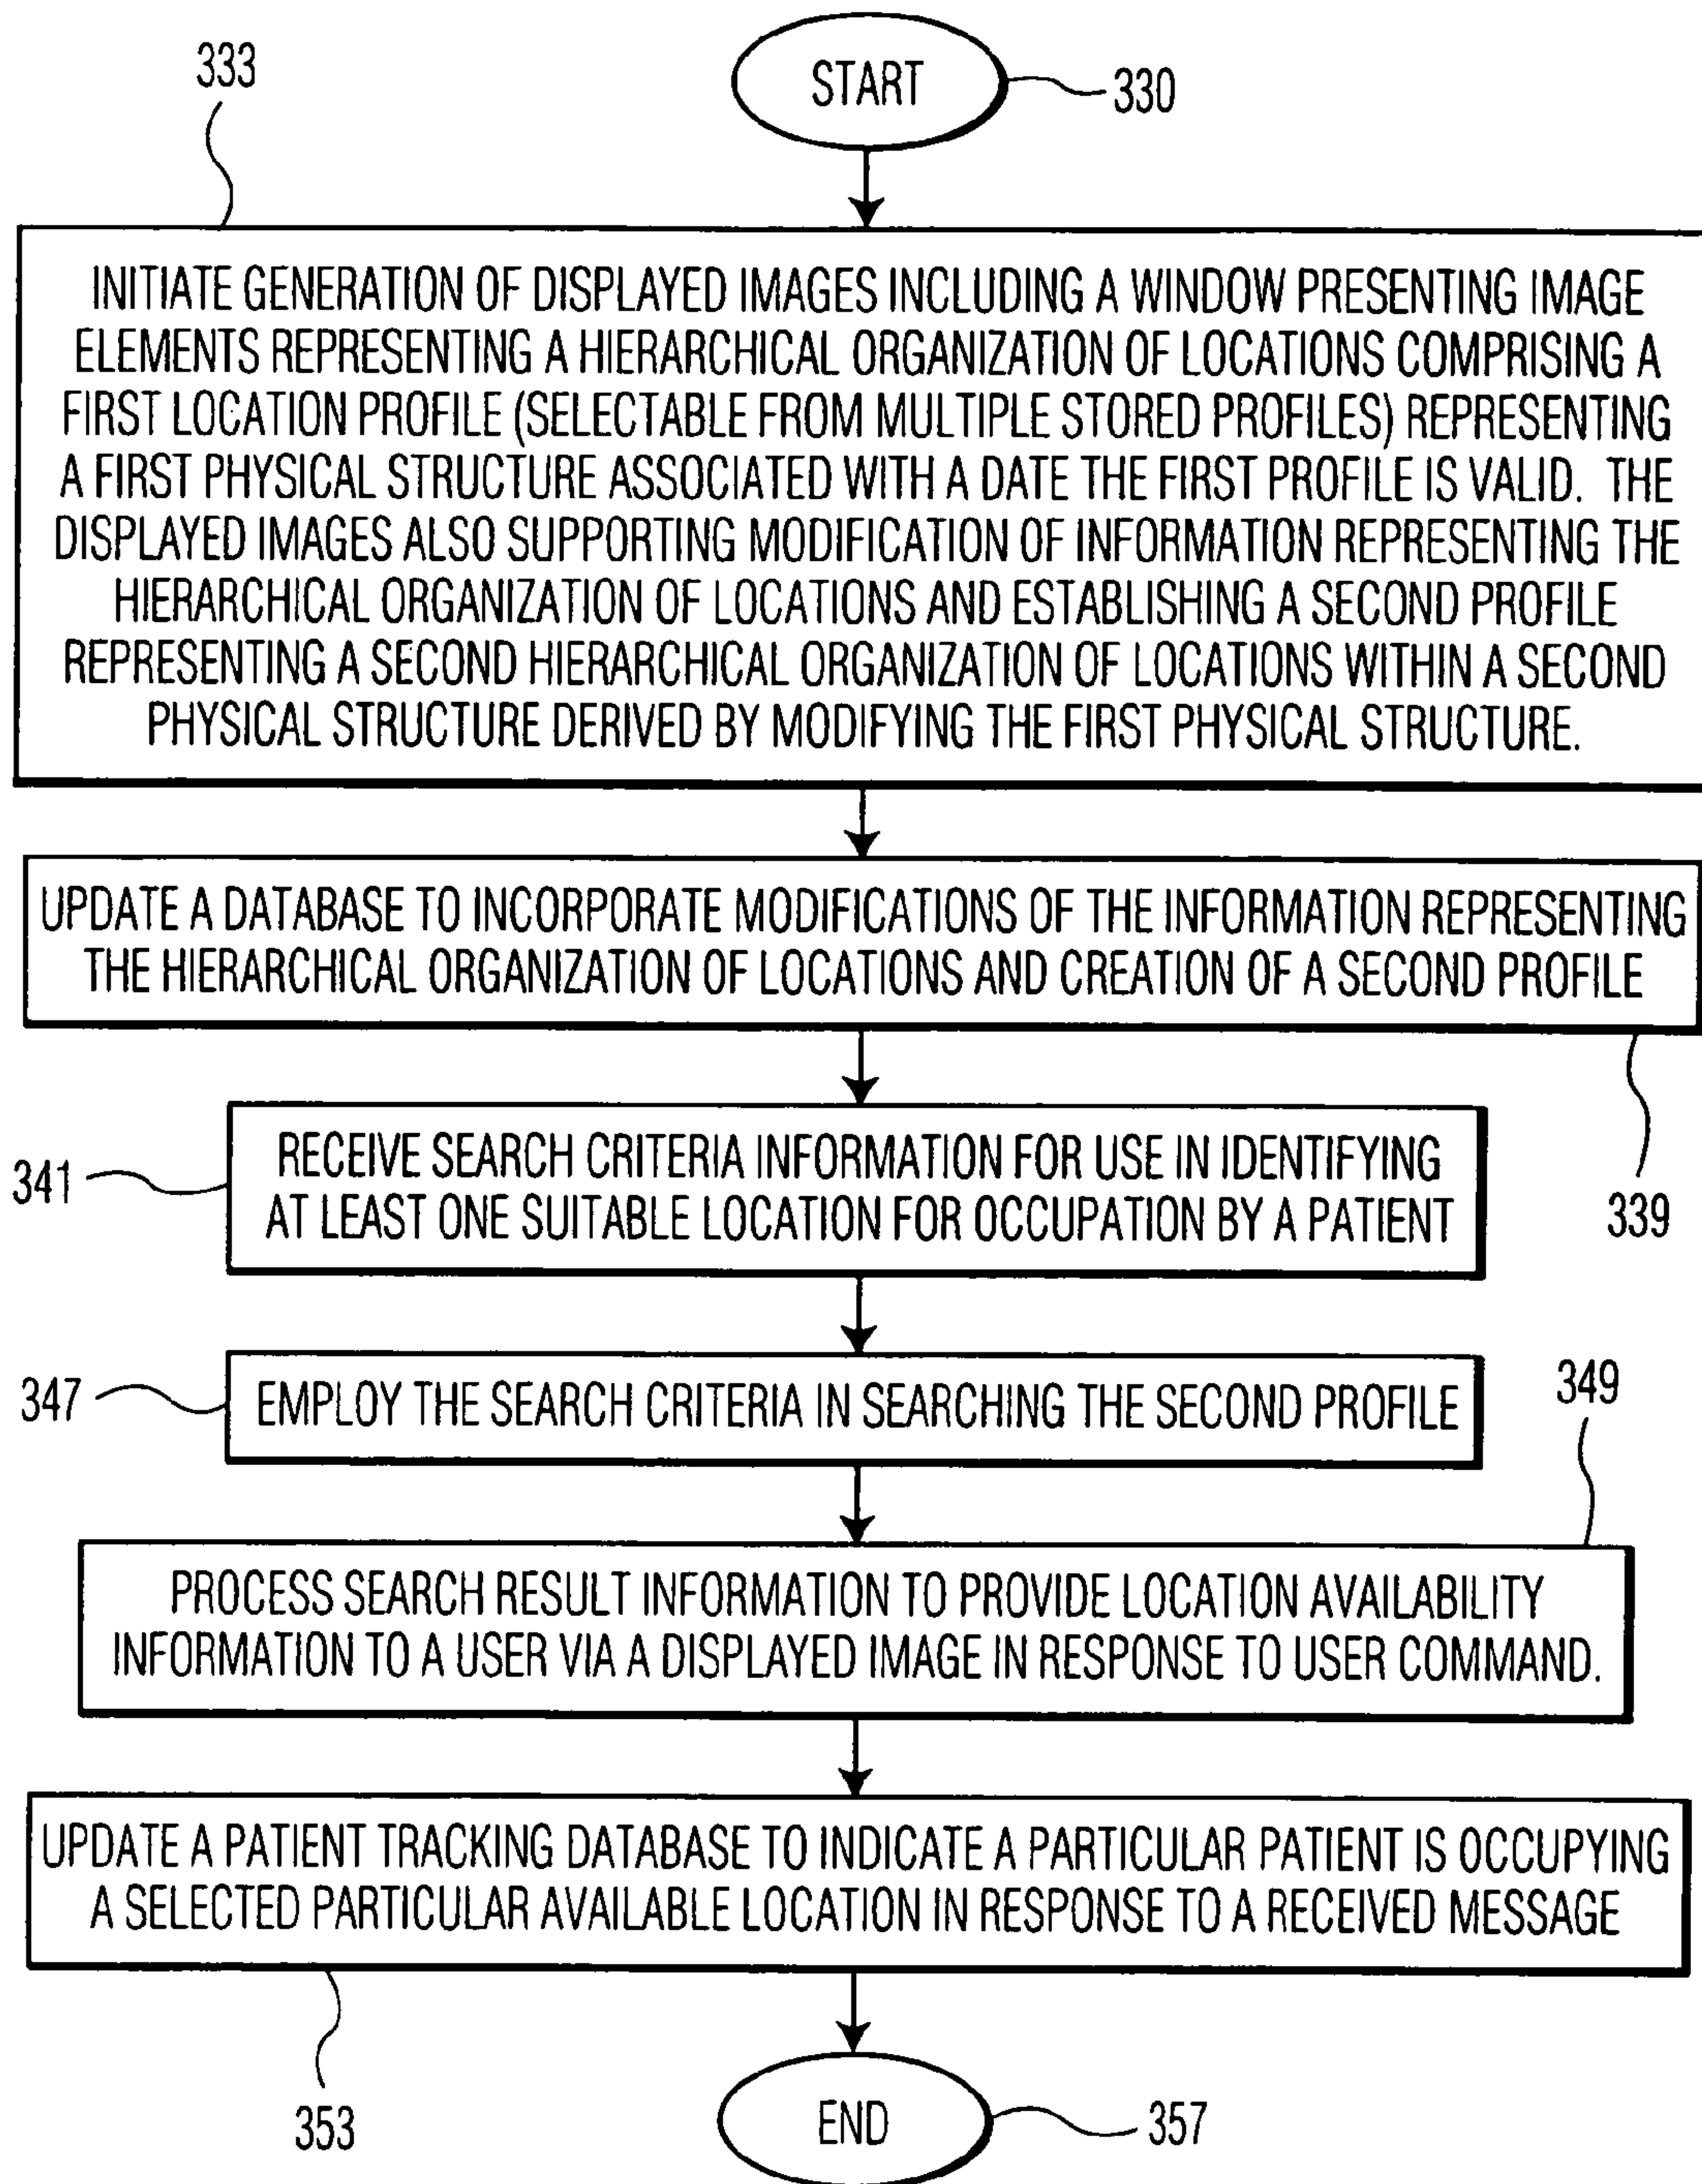 START
330
333
INITIATE GENERATION OF DISPLAYED IMAGES INCLUDING A WINDOW PRESENTING IMAGE
ELEMENTS REPRESENTING A HIERARCHICAL ORGANIZATION OF LOCATIONS COMPRISING A
FIRST LOCATION PROFILE (SELECTABLE FROM MULTIPLE STORED PROFILES) REPRESENTING
A FIRST PHYSICAL STRUCTURE ASSOCIATED WITH A DATE THE FIRST PROFILE IS VALID. THE
DISPLAYED IMAGES ALSO SUPPORTING MODIFICATION OF INFORMATION REPRESENTING THE
HIERARCHICAL ORGANIZATION OF LOCATIONS AND ESTABLISHING A SECOND PROFILE
REPRESENTING A SECOND HIERARCHICAL ORGANIZATION OF LOCATIONS WITHIN A SECOND
PHYSICAL STRUCTURE DERIVED BY MODIFYING THE FIRST PHYSICAL STRUCTURE.
UPDATE A DATABASE TO INCORPORATE MODIFICATIONS OF THE INFORMATION REPRESENTING
THE HIERARCHICAL ORGANIZATION OF LOCATIONS AND CREATION OF A SECOND PROFILE
339
341
RECEIVE SEARCH CRITERIA INFORMATION FOR USE IN IDENTIFYING
AT LEAST ONE SUITABLE LOCATION FOR OCCUPATION BY A PATIENT
347
EMPLOY THE SEARCH CRITERIA IN SEARCHING THE SECOND PROFILE
349
PROCESS SEARCH RESULT INFORMATION TO PROVIDE LOCATION AVAILABILITY
INFORMATION TO A USER VIA A DISPLAYED IMAGE IN RESPONSE TO USER COMMAND.
UPDATE A PATIENT TRACKING DATABASE TO INDICATE A PARTICULAR PATIENT IS OCCUPYING
A SELECTED PARTICULAR AVAILABLE LOCATION IN RESPONSE TO A RECEIVED MESSAGE
353
END
357